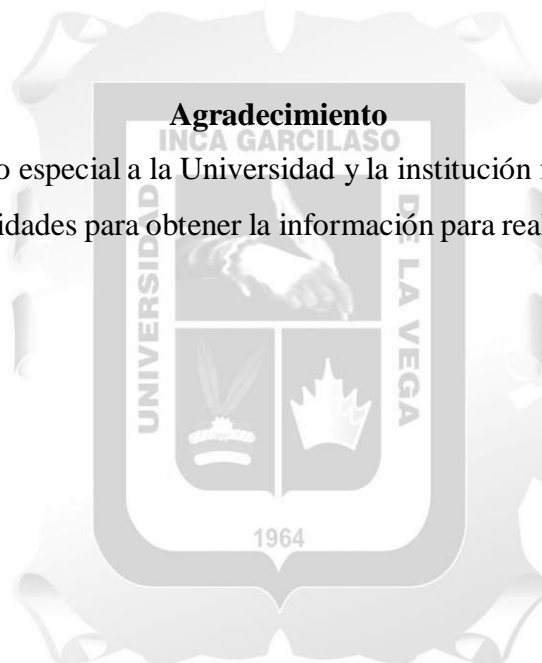 Agradecimiento
INCA GARCILASO
o especial a la Universidad y la institución
idades para obtener la información para real
UNIVERSIDAD
DE LA VEGA
1964